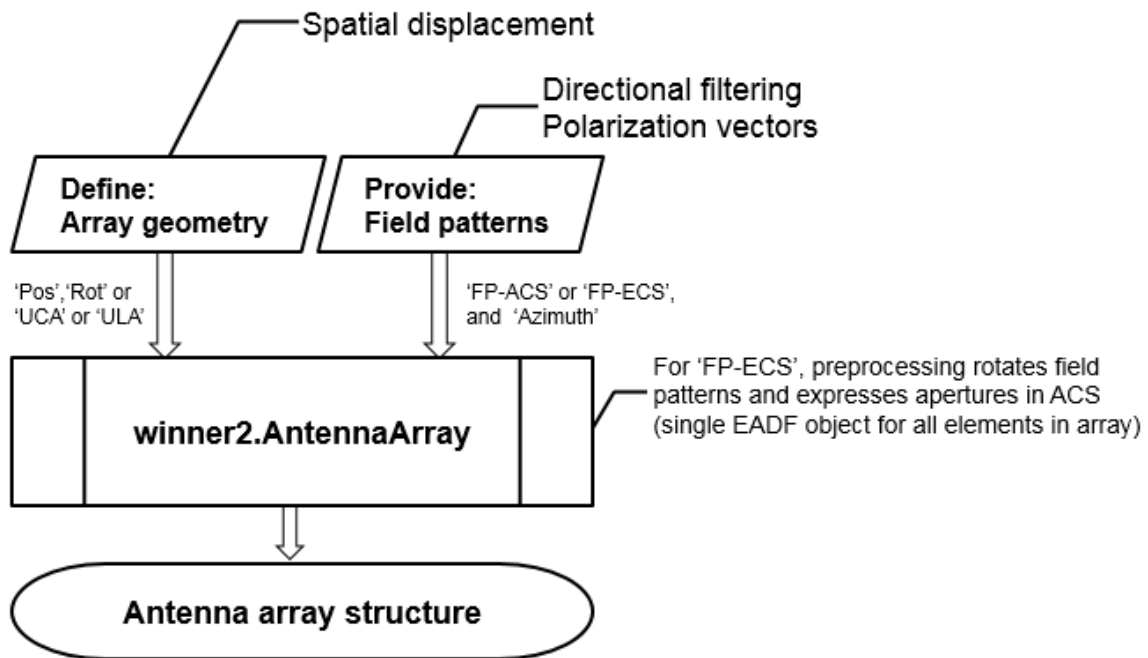 Spatial displacement
Directional filtering
Polarization vectors
Define:
Array geometry
Provide:
Field patterns
‘Pos’,‘Rot’ or
‘UCA’ or ‘ULA’
‘FP-ACS’ or ‘FP-ECS’,
and ‘Azimuth’
winner2.AntennaArray
For ‘FP-ECS’, preprocessing rotates field
patterns and expresses apertures in ACS
(single EADF object for all elements in array)
Antenna array structure